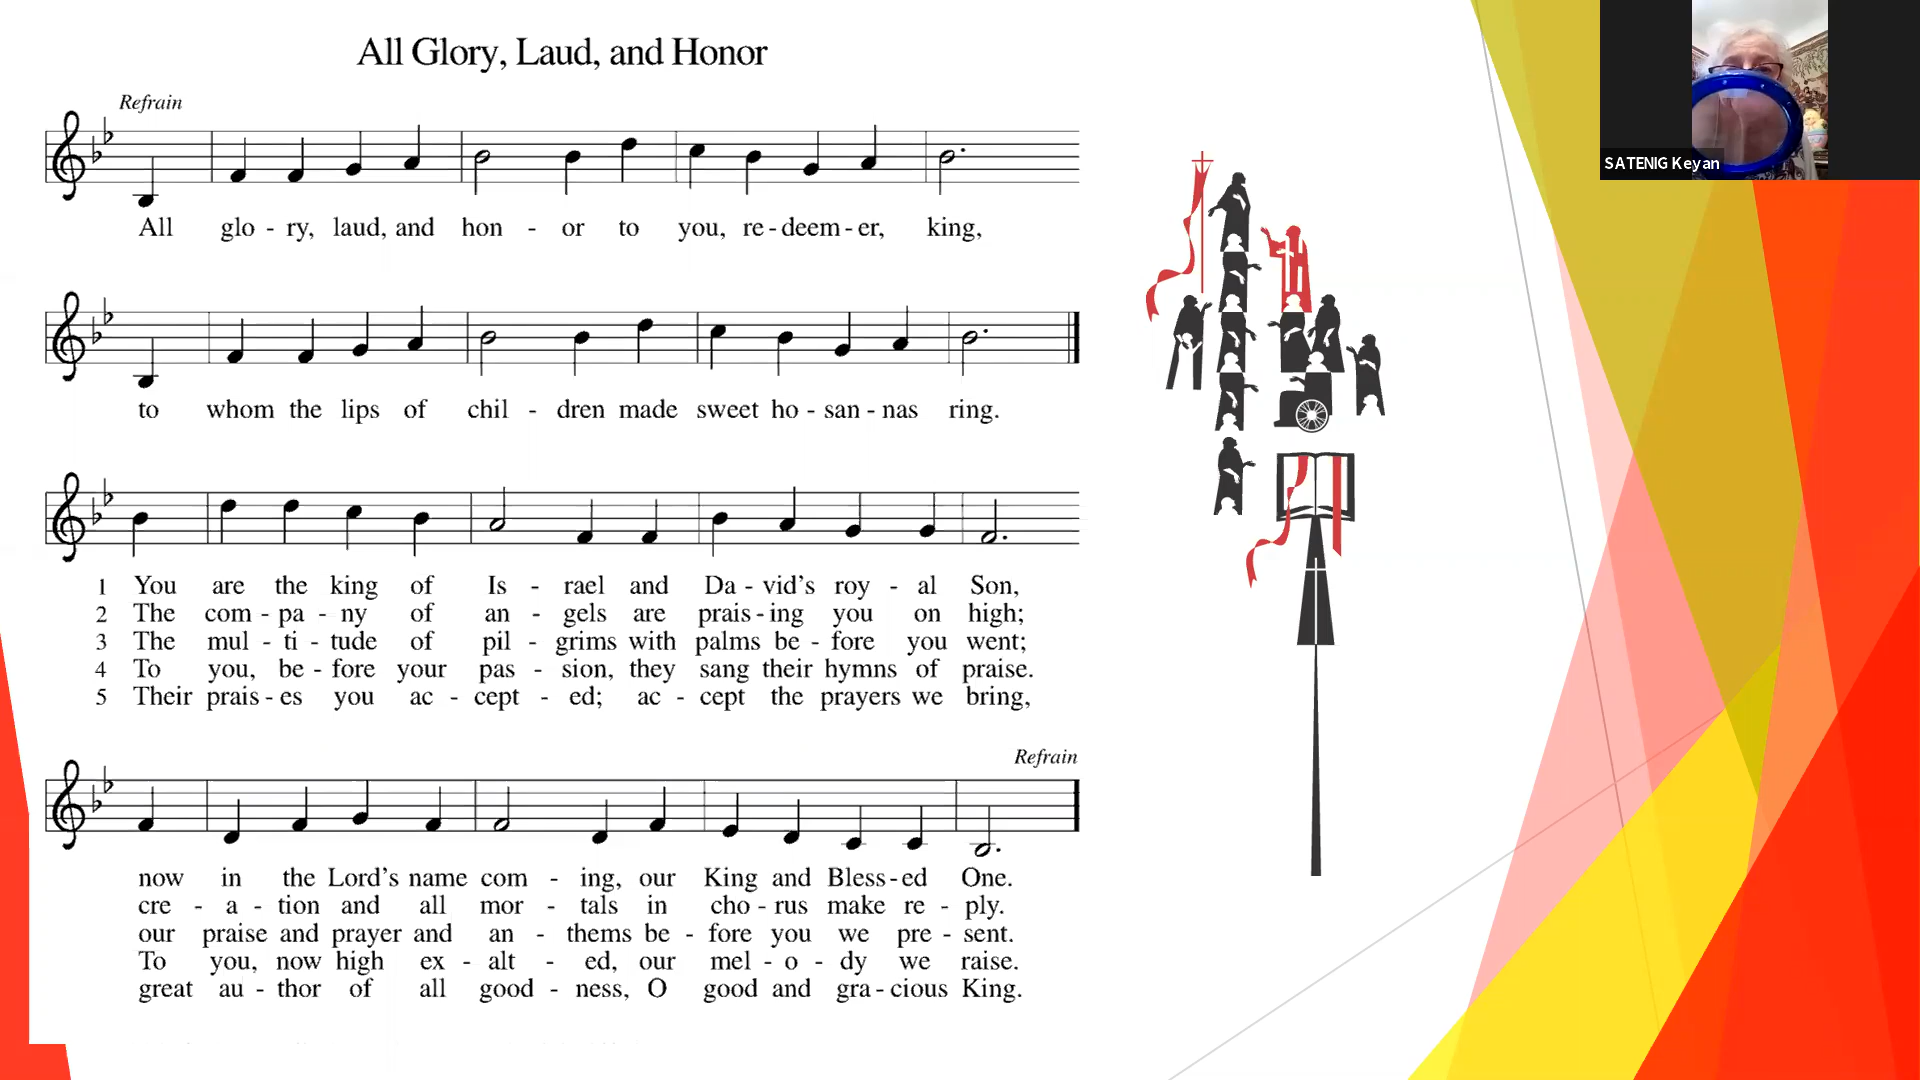 All Glory, Laud, and Honor
Refrain
All glo - ry, laud, and hon - or to you, re - deem - er, king,
to whom the lips of chil - dren made sweet ho - san - nas ring.
1 You are the king of Is - rael and Da - vid's roy - al Son,
2 The com - pa - ny of an - gels are prais - ing you on high;
3 The mul - ti - tude of pil - grims with palms be - fore you went;
4 To you, be - fore your pas - sion, they sang their hymns of praise.
5 Their prais - es you ac - cept - ed; ac - cept the prayers we bring,
Refrain
now in the Lord's name com - ing, our King and Bless - ed One.
cre - a - tion and all mor - tals in cho - rus make re - ply.
our praise and prayer and an - thems be - fore you we pre - sent.
To you, now high ex - alt - ed, our mel - o - dy we raise.
great au - thor of all good - ness, O good and gra - cious King.
SATENIG Keyan